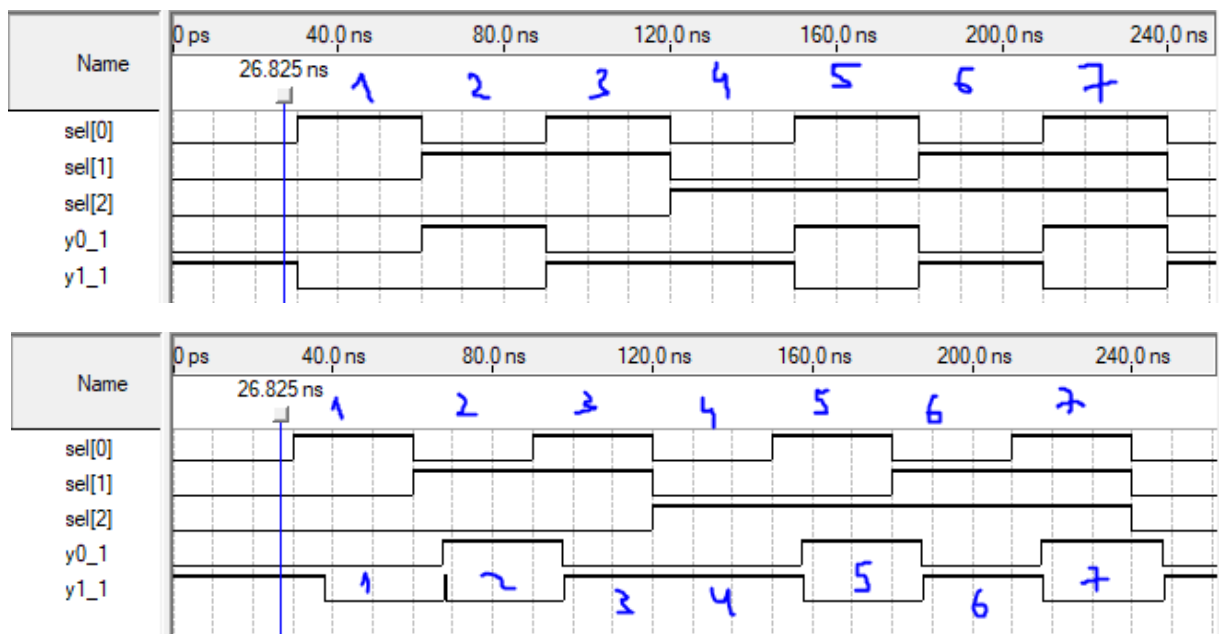 Name
0 ps 40.0 ns 80.0 ns 120.0 ns 160.0 ns 200.0 ns 240.0 ns
26.825 ns
1 2 3 4 5 6 7
sel[0]
sel[1]
sel[2]
y0_1
y1_1
Name
0 ps 40.0 ns 80.0 ns 120.0 ns 160.0 ns 200.0 ns 240.0 ns
26.825 ns
1 2 3 4 5 6 7
sel[0]
sel[1]
sel[2]
y0_1
y1_1
1 2 3 4 5 6 7